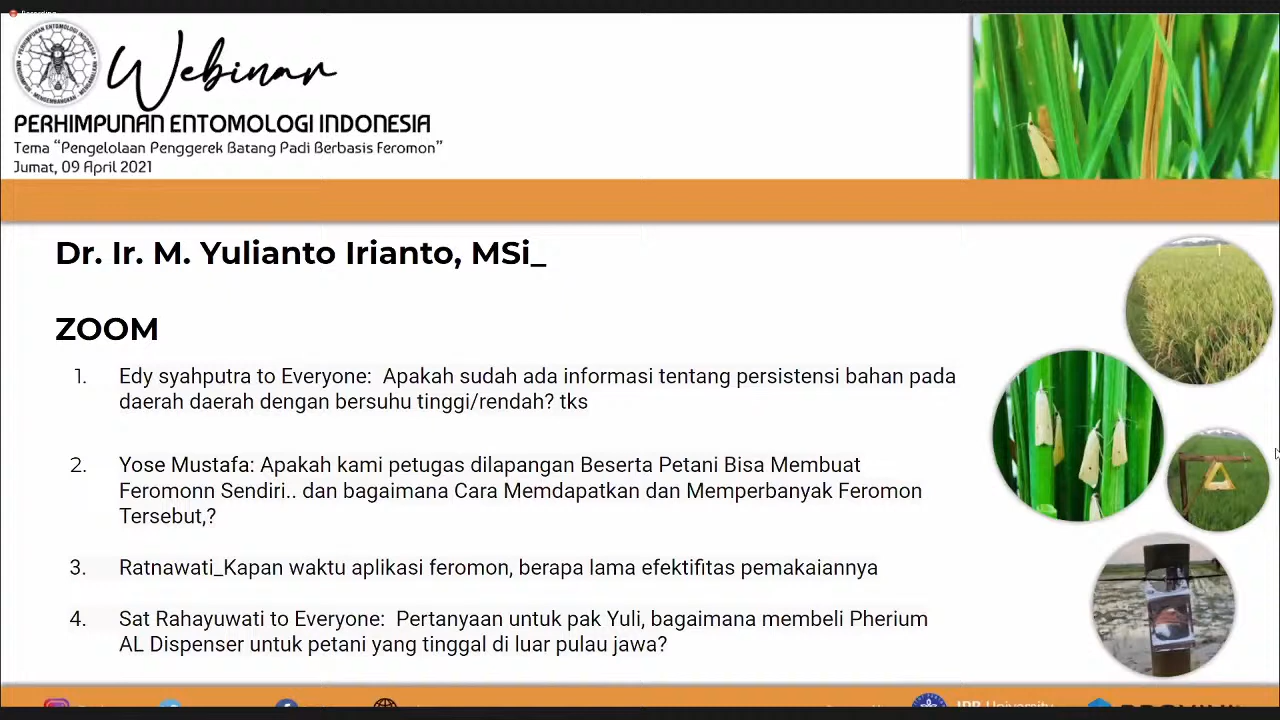 Webinar
PERHIMPUNAN ENTOMOLOGI INDONESIA
Tema “Pengelolaan Penggerek Batang Padi Berbasis Feromon”
Jumat, 09 April 2021
Dr. Ir. M. Yulianto Irianto, MSi_
ZOOM
1. Edy syahputra to Everyone: Apakah sudah ada informasi tentang persistensi bahan pada
daerah daerah dengan bersuhu tinggi/rendah? tks
2. Yose Mustafa: Apakah kami petugas dilapangan Beserta Petani Bisa Membuat
Feromonn Sendiri.. dan bagaimana Cara Memdapatkan dan Memperbanyak Feromon
Tersebut,?
3. Ratnawati_Kapan waktu aplikasi feromon, berapa lama efektifitas pemakaiannya
4. Sat Rahayuwati to Everyone: Pertanyaan untuk pak Yuli, bagaimana membeli Pherium
AL Dispenser untuk petani yang tinggal di luar pulau jawa?
IPB University